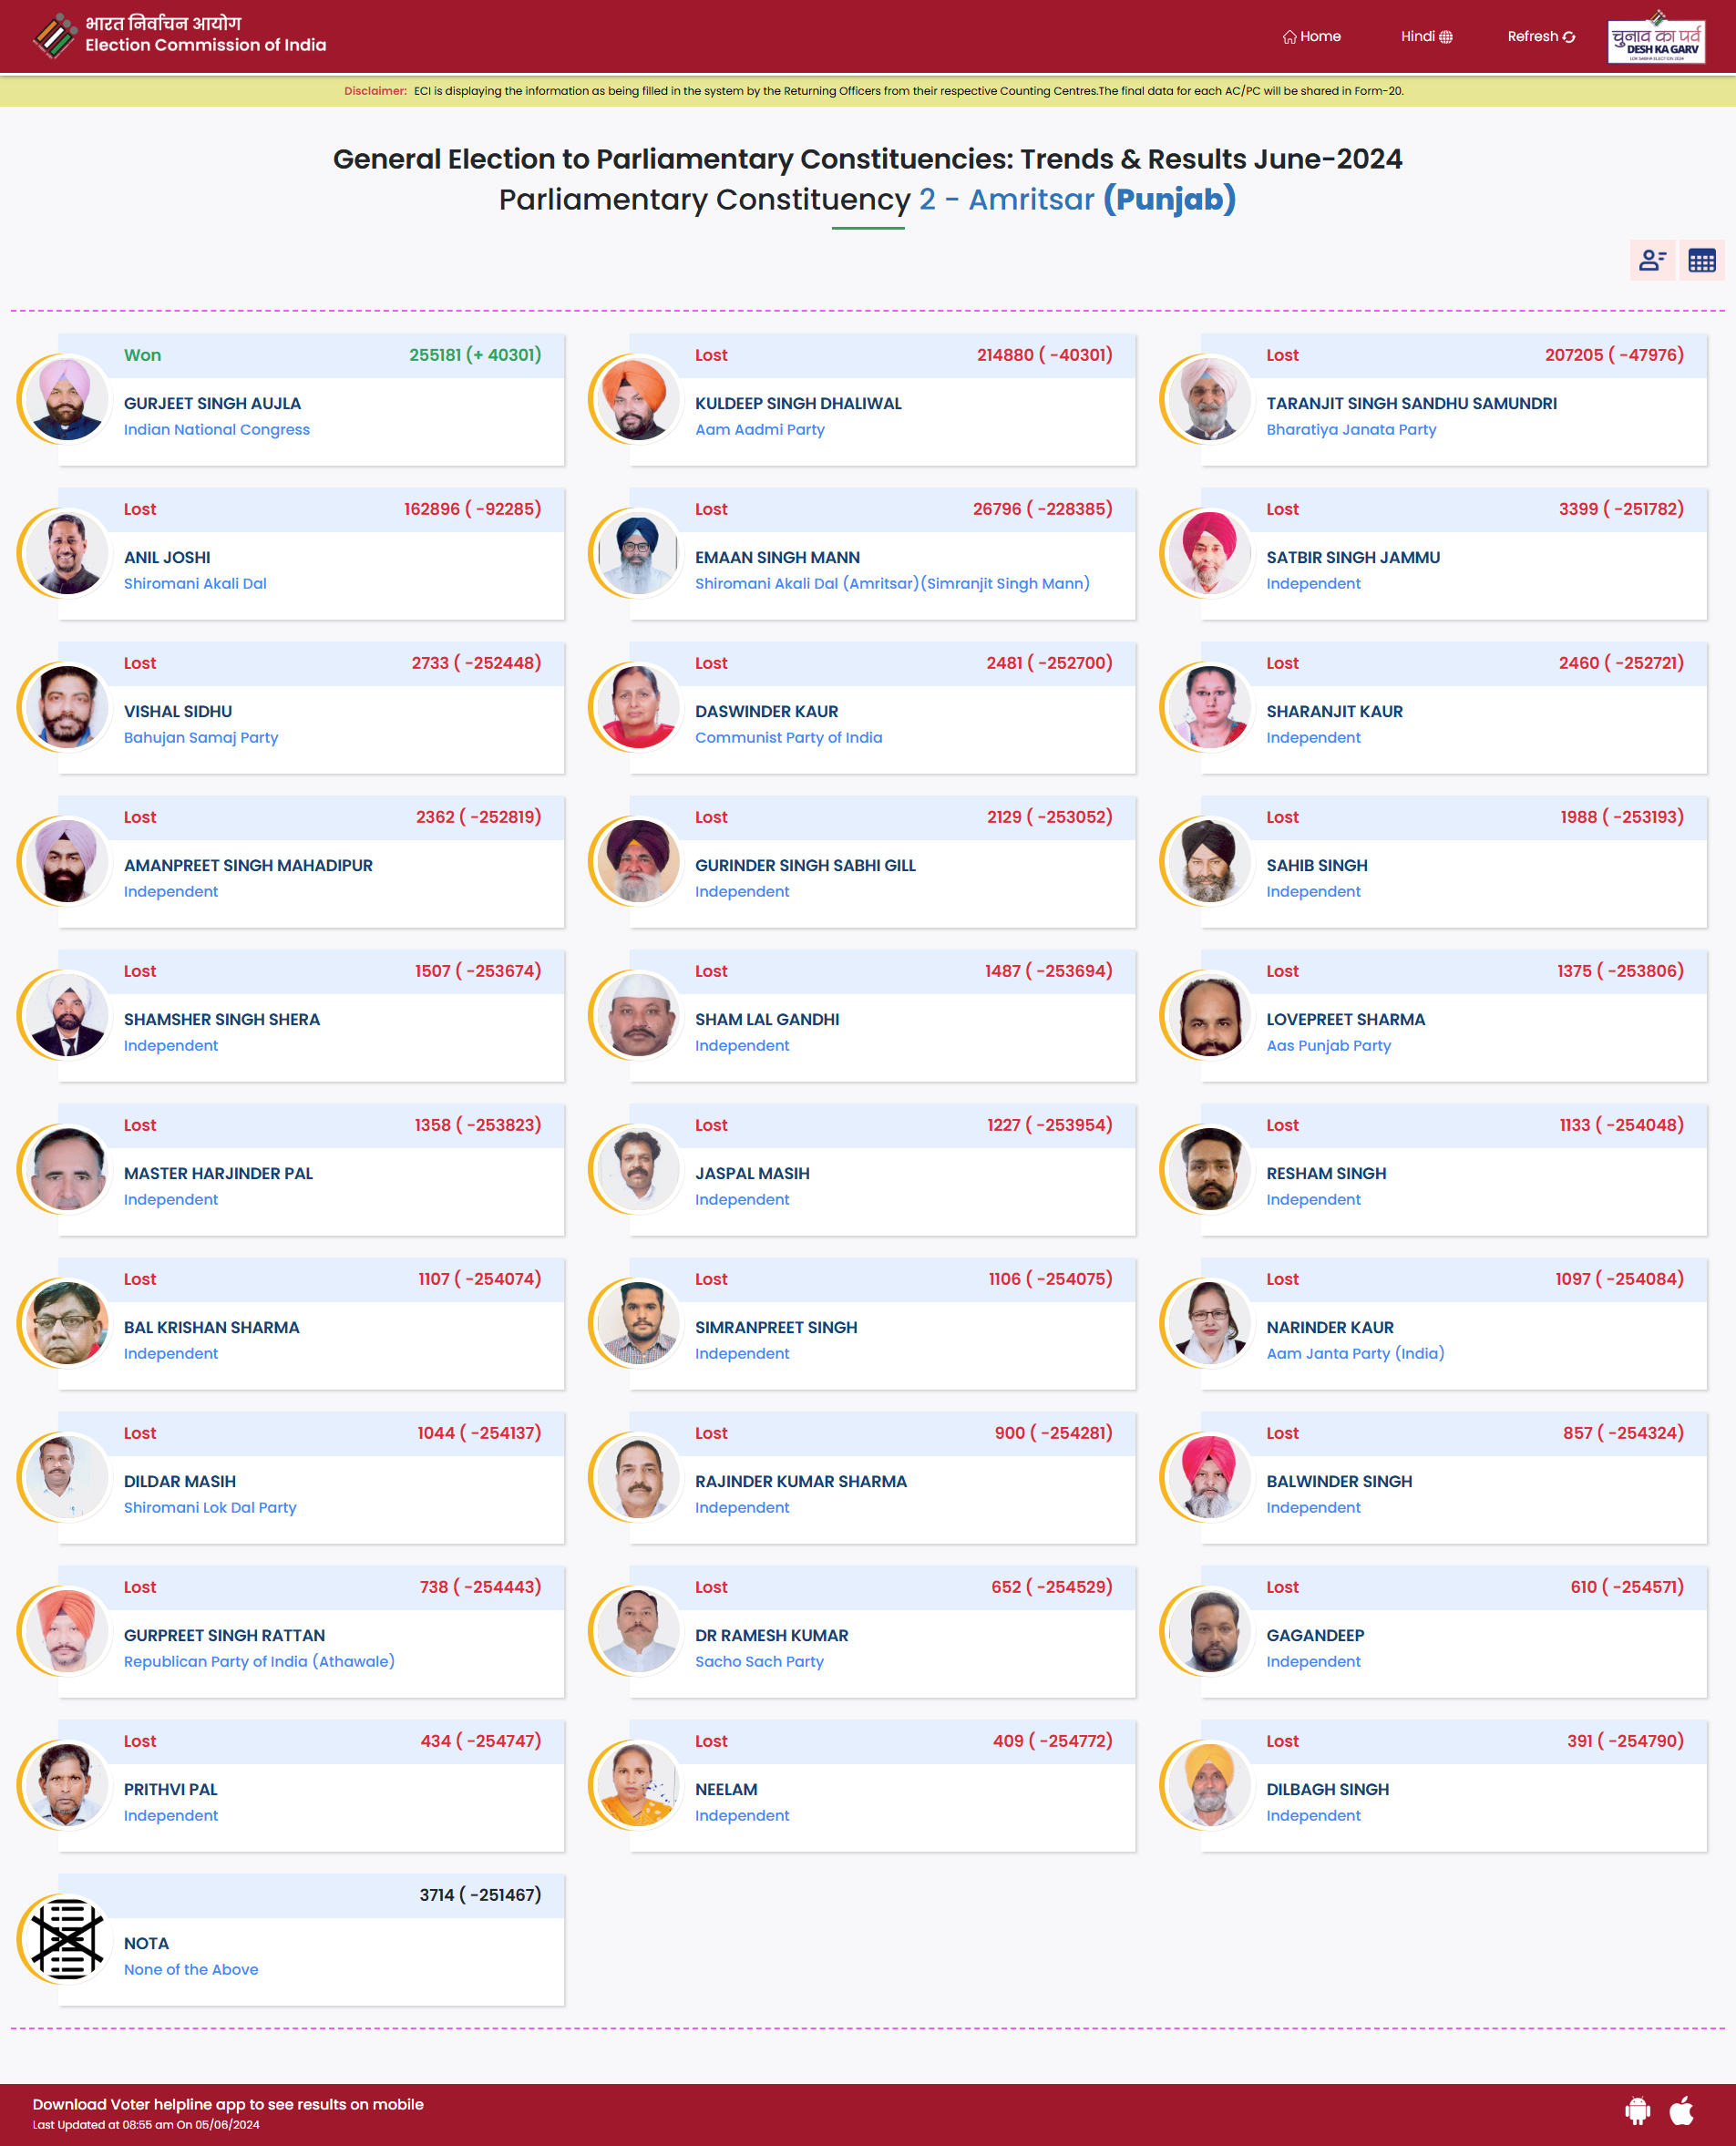 भारत निर्वाचन आयोग
Election Commission of India
Home
Hindi
Refresh
चुनाव का पर्व
DESH KA GARV
LOK SABHA ELECTION 2024
Disclaimer: ECI is displaying the information as being filled in the system by the Returning Officers from their respective Counting Centres.The final data for each AC/PC will be shared in Form-20.
General Election to Parliamentary Constituencies: Trends & Results June-2024
Parliamentary Constituency 2 - Amritsar (Punjab)
Won 255181 (+ 40301)
GURJEET SINGH AUJLA
Indian National Congress
Lost 214880 ( -40301)
KULDEEP SINGH DHALIWAL
Aam Aadmi Party
Lost 207205 ( -47976)
TARANJIT SINGH SANDHU SAMUNDRI
Bharatiya Janata Party
Lost 162896 ( -92285)
ANIL JOSHI
Shiromani Akali Dal
Lost 26796 ( -228385)
EMAAN SINGH MANN
Shiromani Akali Dal (Amritsar)(Simranjit Singh Mann)
Lost 3399 ( -251782)
SATBIR SINGH JAMMU
Independent
Lost 2733 ( -252448)
VISHAL SIDHU
Bahujan Samaj Party
Lost 2481 ( -252700)
DASWINDER KAUR
Communist Party of India
Lost 2460 ( -252721)
SHARANJIT KAUR
Independent
Lost 2362 ( -252819)
AMANPREET SINGH MAHADIPUR
Independent
Lost 2129 ( -253052)
GURINDER SINGH SABHI GILL
Independent
Lost 1988 ( -253193)
SAHIB SINGH
Independent
Lost 1507 ( -253674)
SHAMSHER SINGH SHERA
Independent
Lost 1487 ( -253694)
SHAM LAL GANDHI
Independent
Lost 1375 ( -253806)
LOVEPREET SHARMA
Aas Punjab Party
Lost 1358 ( -253823)
MASTER HARJINDER PAL
Independent
Lost 1227 ( -253954)
JASPAL MASIH
Independent
Lost 1133 ( -254048)
RESHAM SINGH
Independent
Lost 1107 ( -254074)
BAL KRISHAN SHARMA
Independent
Lost 1106 ( -254075)
SIMRANPREET SINGH
Independent
Lost 1097 ( -254084)
NARINDER KAUR
Aam Janta Party (India)
Lost 1044 ( -254137)
DILDAR MASIH
Shiromani Lok Dal Party
Lost 900 ( -254281)
RAJINDER KUMAR SHARMA
Independent
Lost 857 ( -254324)
BALWINDER SINGH
Independent
Lost 738 ( -254443)
GURPREET SINGH RATTAN
Republican Party of India (Athawale)
Lost 652 ( -254529)
DR RAMESH KUMAR
Sacho Sach Party
Lost 610 ( -254571)
GAGANDEEP
Independent
Lost 434 ( -254747)
PRITHVI PAL
Independent
Lost 409 ( -254772)
NEELAM
Independent
Lost 391 ( -254790)
DILBAGH SINGH
Independent
3714 ( -251467)
NOTA
None of the Above
Download Voter helpline app to see results on mobile
Last Updated at 08:55 am On 05/06/2024